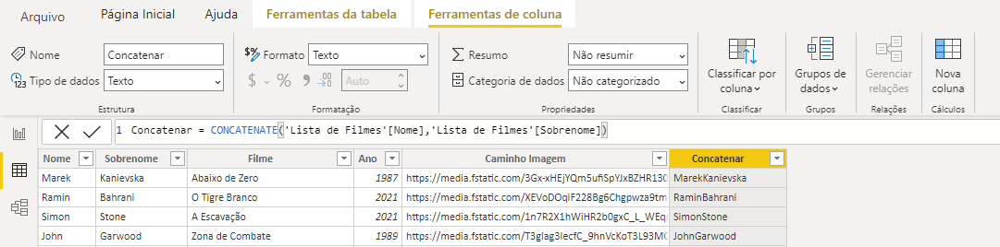 Arquivo Página Inicial Ajuda Ferramentas da tabela Ferramentas de coluna
Nome Concatenar
Tipo de dados Texto
Estrutura
Formato Texto
$ % 9 .00 Auto
Formatação
Resumo Não resumir
Categoria de dados Não categorizado
Propriedades
Classificar por
coluna
Classificar
Grupos de
dados
Grupos
Gerenciar
relações
Relações
Nova
coluna
Cálculos
1 Concatenar = CONCATENATE('Lista de Filmes'[Nome],'Lista de Filmes'[Sobrenome])
Nome Sobrenome Filme Ano Caminho Imagem Concatenar
Marek Kanievska Abaixo de Zero 1987 https://media.fstatic.com/3Gx-xHEjYQm5ufiSpYJxBZHR130 MarekKanievska
Ramin Bahrani O Tigre Branco 2021 https://media.fstatic.com/XEVoDOqiF228Bg6Chgpwza9tm RaminBahrani
Simon Stone A Escavação 2021 https://media.fstatic.com/1n7R2X1hWiHR2b0gxC_L_WEq SimonStone
John Garwood Zona de Combate 1989 https://media.fstatic.com/T3glag3IecfC_9hnVcKoT3L93M JohnGarwood